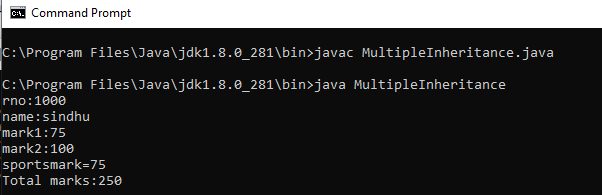 Command Prompt
C:\Program Files\Java\jdk1.8.0_281\bin>javac MultipleInheritance.java
C:\Program Files\Java\jdk1.8.0_281\bin>java MultipleInheritance
rno:1000
name:sindhu
mark1:75
mark2:100
sportsmark=75
Total marks:250